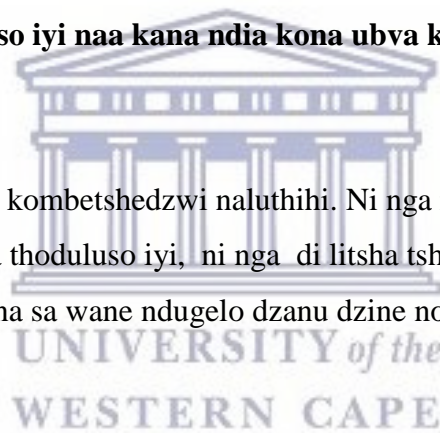 so iyi naa kana ndia kona ubva k
kombetshedzwi naluthihi. Ni nga
thoduluso iyi, ni nga di litsha tsh
na sa wane ndugelo dzanu dzine no
UNIVERSITY of the
WESTERN CAPE